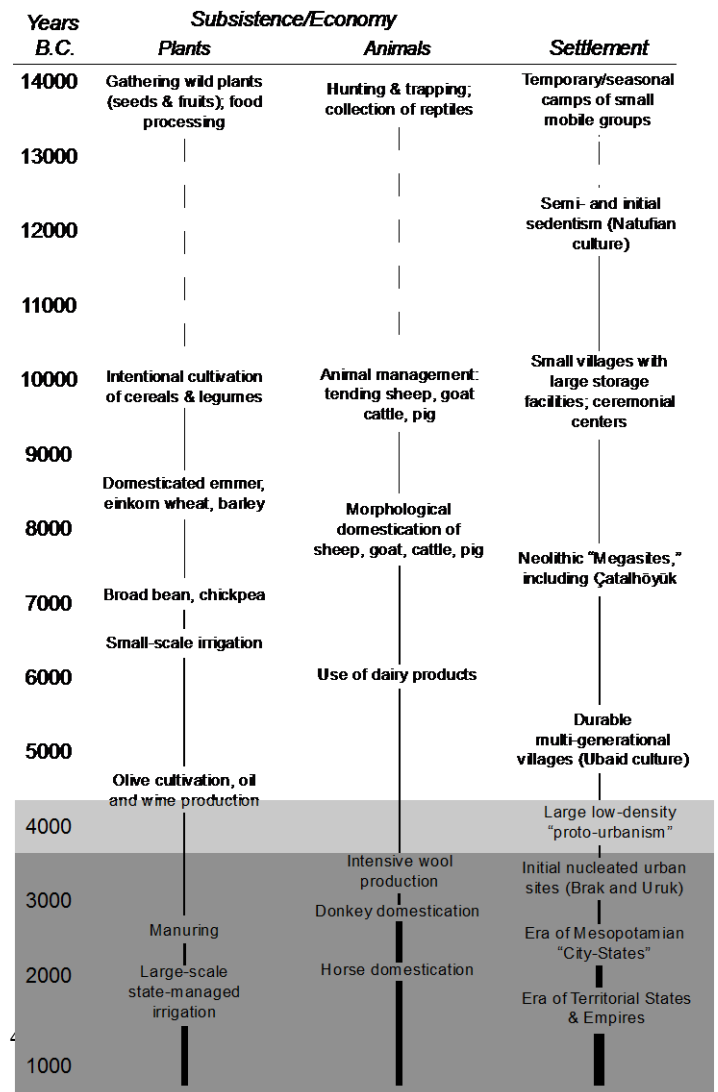 Years
B.C.
Subsistence/Economy
Plants
Animals
Settlement
14000
Gathering wild plants
(seeds & fruits); food
processing
Hunting & trapping;
collection of reptiles
Temporary/seasonal
camps of small
mobile groups
13000
12000
Semi- and initial
sedentism (Natufian
culture)
11000
10000
Intentional cultivation
of cereals & legumes
Animal management:
tending sheep, goat
cattle, pig
Small villages with
large storage
facilities; ceremonial
centers
9000
Domesticated emmer,
einkorn wheat, barley
8000
Morphological
domestication of
sheep, goat, cattle, pig
Neolithic “Megasites,”
including Çatalhöyük
7000
Broad bean, chickpea
Small-scale irrigation
6000
Use of dairy products
5000
Durable
multi-generational
villages (Ubaid culture)
Olive cultivation, oil
and wine production
4000
Large low-density
“proto-urbanism”
Intensive wool
production
Initial nucleated urban
sites (Brak and Uruk)
3000
Donkey domestication
Manuring
Era of Mesopotamian
“City-States”
2000
Large-scale
state-managed
irrigation
Horse domestication
Era of Territorial States
& Empires
1000